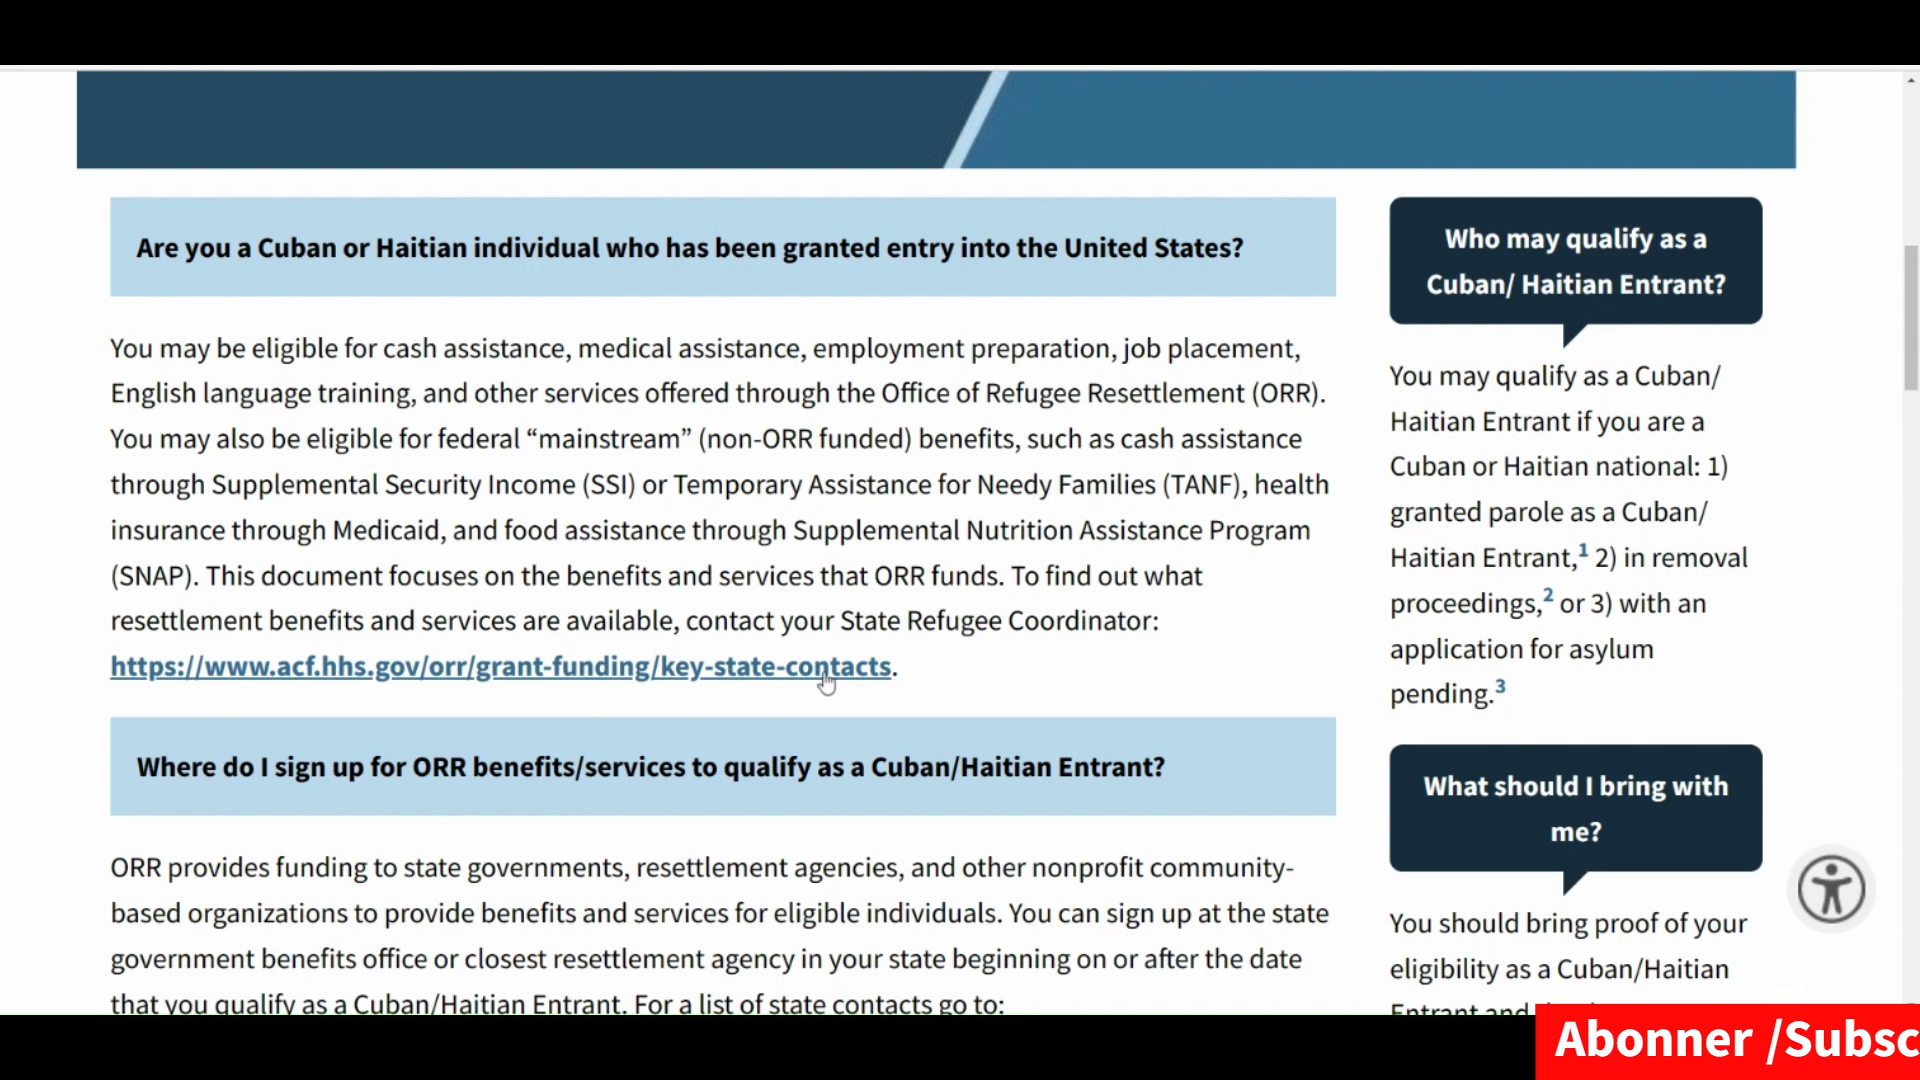 Are you a Cuban or Haitian individual who has been granted entry into the United States?
You may be eligible for cash assistance, medical assistance, employment preparation, job placement,
English language training, and other services offered through the Office of Refugee Resettlement (ORR).
You may also be eligible for federal “mainstream” (non-ORR funded) benefits, such as cash assistance
through Supplemental Security Income (SSI) or Temporary Assistance for Needy Families (TANF), health
insurance through Medicaid, and food assistance through Supplemental Nutrition Assistance Program
(SNAP). This document focuses on the benefits and services that ORR funds. To find out what
resettlement benefits and services are available, contact your State Refugee Coordinator:
https://www.acf.hhs.gov/orr/grant-funding/key-state-contacts.
Where do I sign up for ORR benefits/services to qualify as a Cuban/Haitian Entrant?
ORR provides funding to state governments, resettlement agencies, and other nonprofit community-
based organizations to provide benefits and services for eligible individuals. You can sign up at the state
government benefits office or closest resettlement agency in your state beginning on or after the date
that you qualify as a Cuban/Haitian Entrant. For a list of state contacts go to:
Who may qualify as a
Cuban/ Haitian Entrant?
You may qualify as a Cuban/
Haitian Entrant if you are a
Cuban or Haitian national: 1)
granted parole as a Cuban/
Haitian Entrant,1 2) in removal
proceedings,2 or 3) with an
application for asylum
pending.3
What should I bring with
me?
You should bring proof of your
eligibility as a Cuban/Haitian
Entrant and
Abonner /Subsc